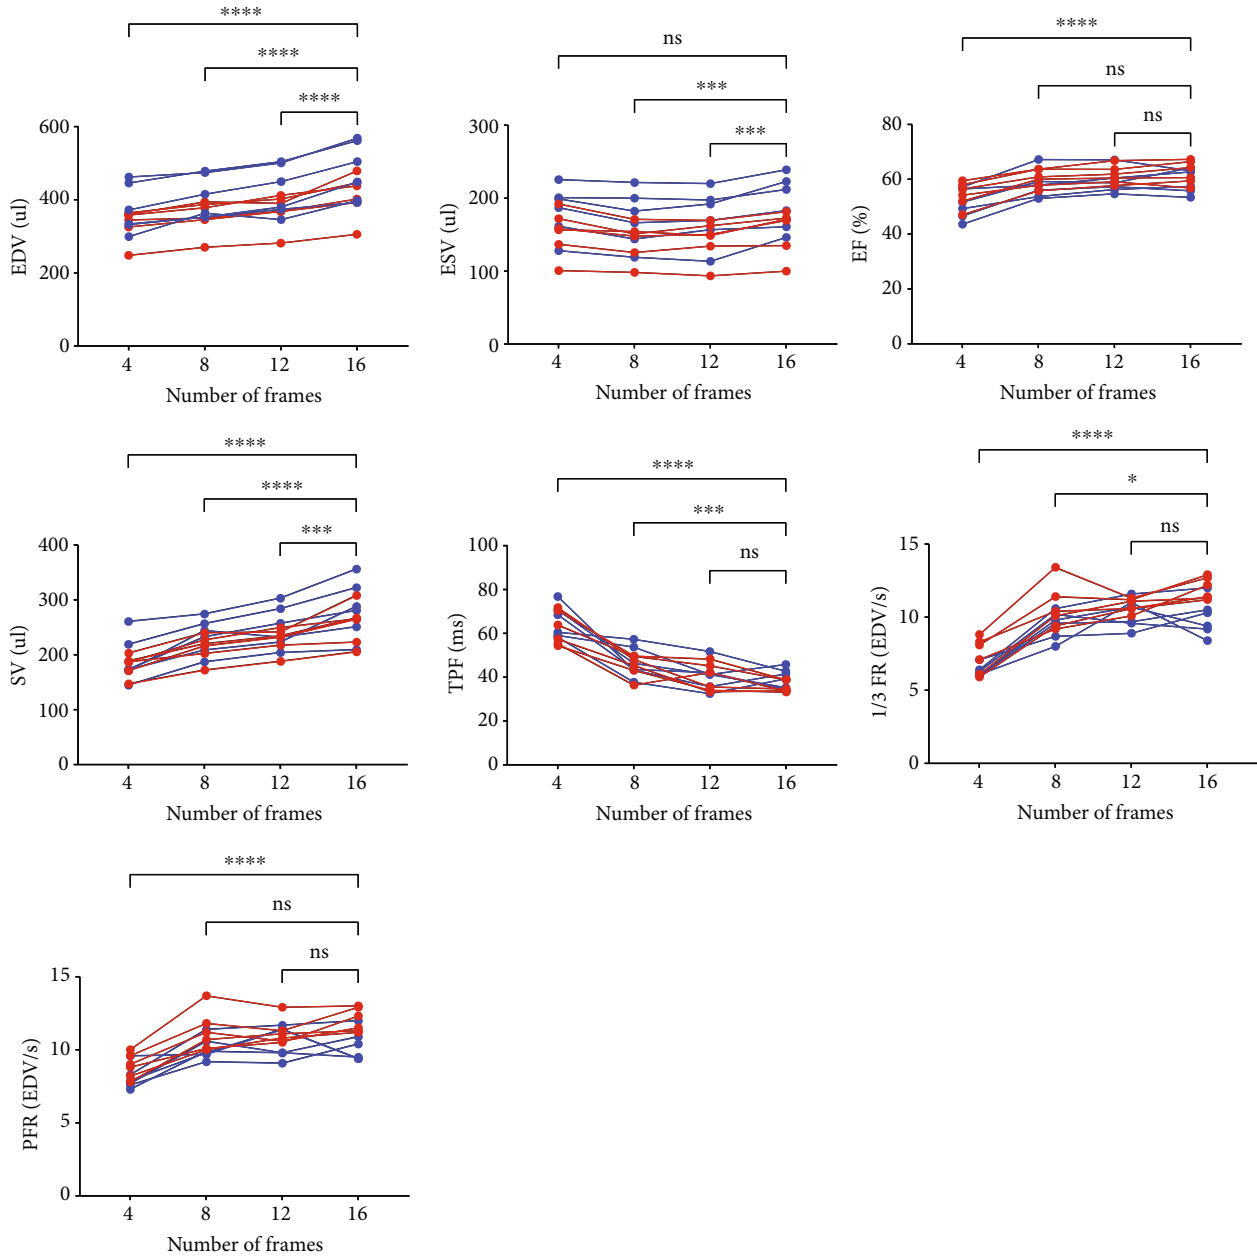 ****
****
****
EDV (ul)
600
400
200
0
4 8 12 16
Number of frames
ns
***
***
ESV (ul)
300
200
100
0
4 8 12 16
Number of frames
****
ns
ns
EF (%)
80
60
40
20
0
4 8 12 16
Number of frames
****
****
***
SV (ul)
400
300
200
100
0
4 8 12 16
Number of frames
****
***
ns
TPF (ms)
100
80
60
40
20
0
4 8 12 16
Number of frames
****
*
ns
1/3 FR (EDV/s)
15
10
5
0
4 8 12 16
Number of frames
****
ns
ns
PFR (EDV/s)
15
10
5
0
4 8 12 16
Number of frames